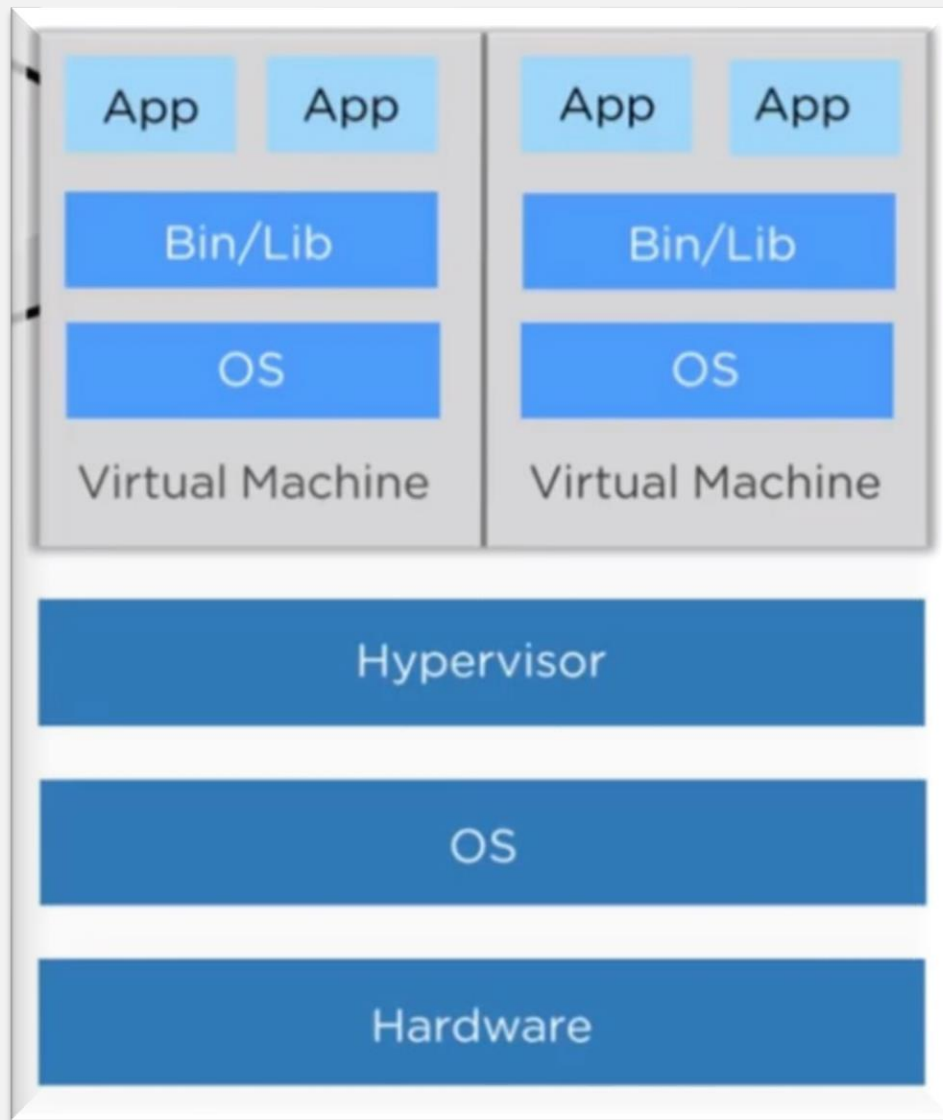 App App App App
Bin/Lib Bin/Lib
OS OS
Virtual Machine Virtual Machine
Hypervisor
OS
Hardware